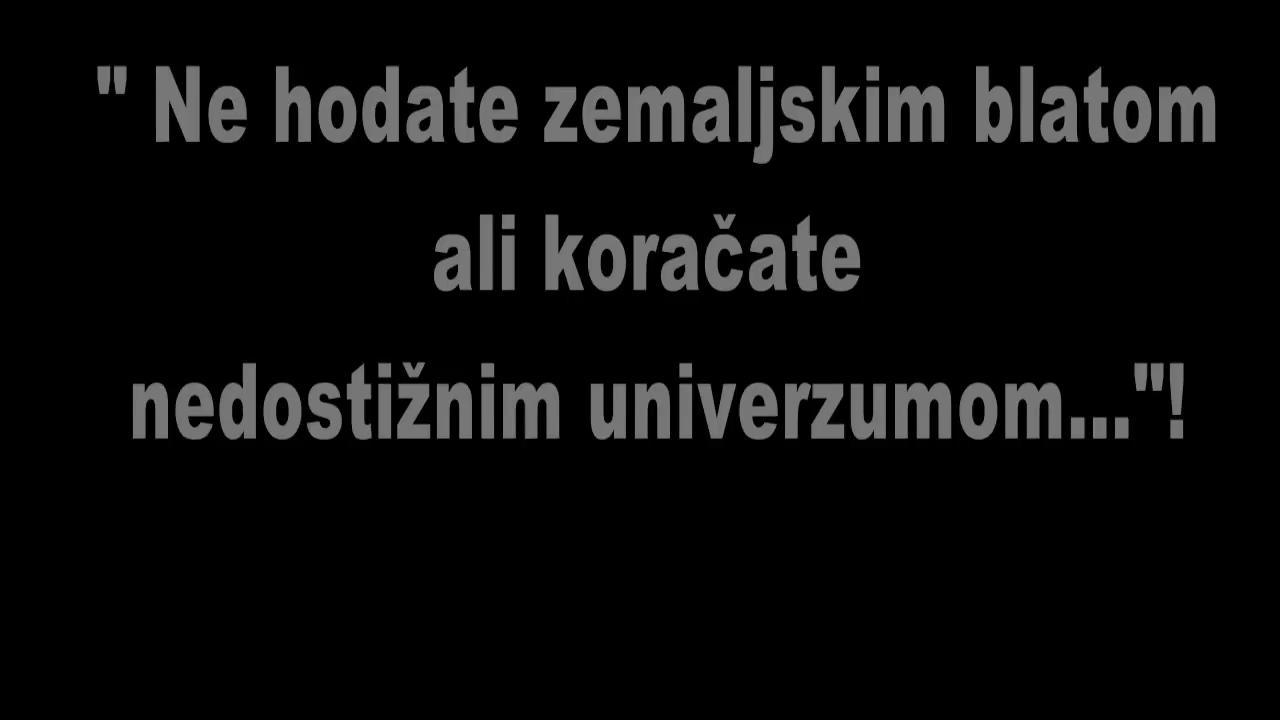 " Ne hodate zemaljskim blatom
ali koračate
nedostižnim univerzumom..."!